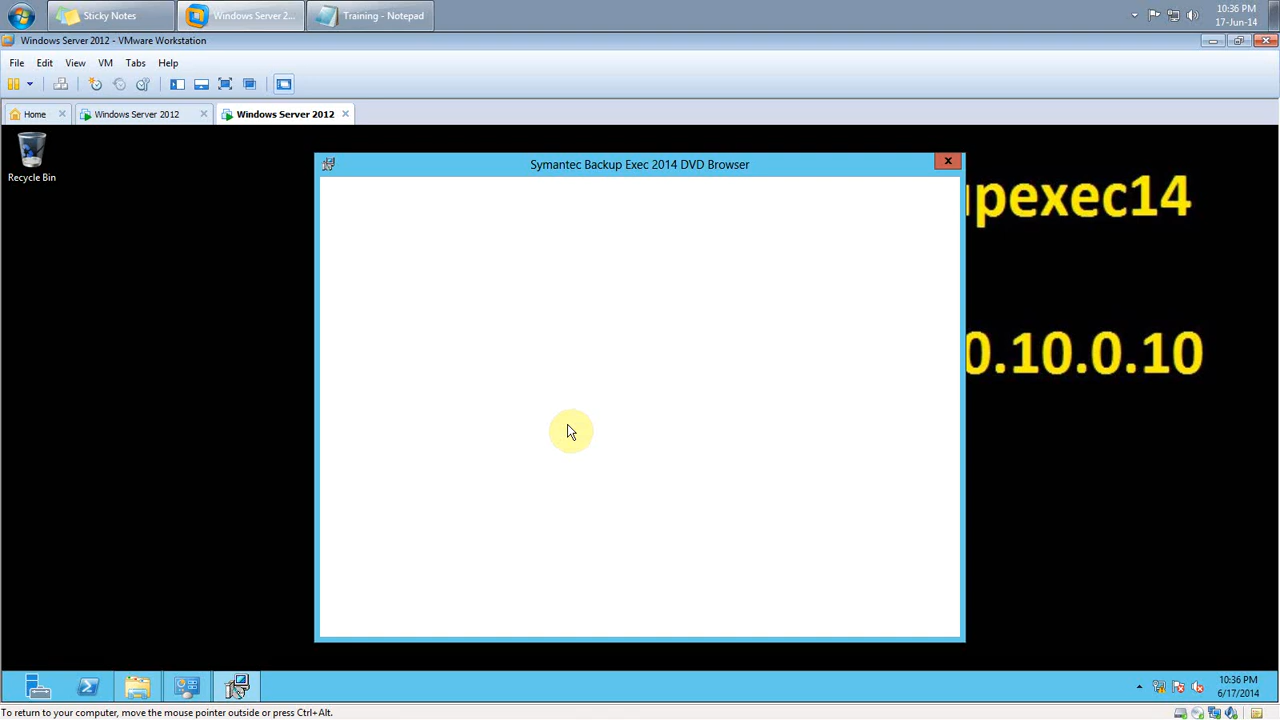 Sticky Notes
Windows Server 2...
Training - Notepad
10:36 PM
17-Jun-14
Windows Server 2012 - VMware Workstation
File Edit View VM Tabs Help
Home
Windows Server 2012
Windows Server 2012
Recycle Bin
Symantec Backup Exec 2014 DVD Browser
upexec14
0.10.0.10
10:36 PM
6/17/2014
To return to your computer, move the mouse pointer outside or press Ctrl+Alt.